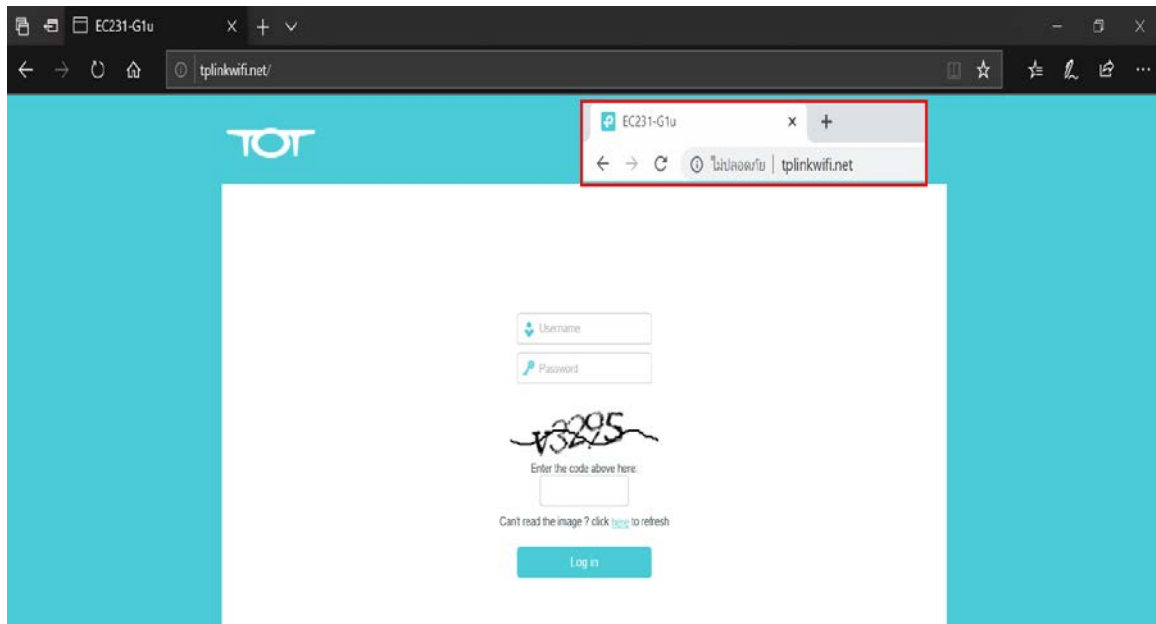 EC231-G1u
tplinkwifi.net/
TOT
EC231-G1u
ไม่ปลอดภัย | tplinkwifi.net
Username
Password
Enter the code above here:
Can't read the image ? click here to refresh
Log in